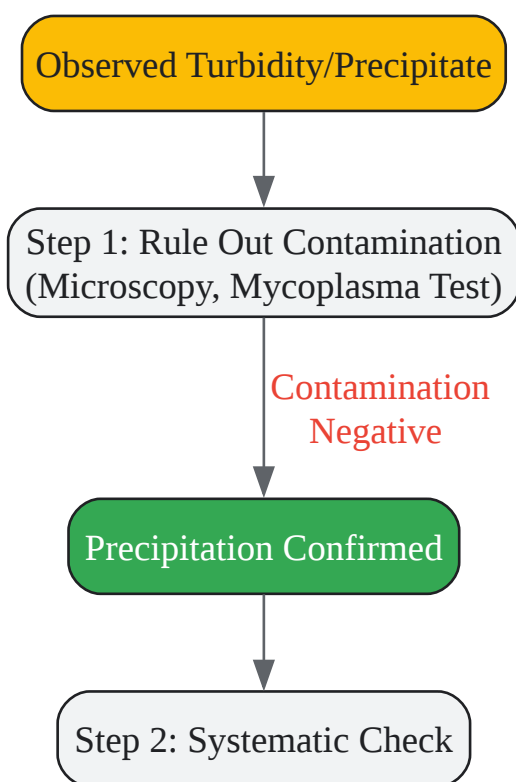 Observed Turbidity/Precipitate
Step 1: Rule Out Contamination
(Microscopy, Mycoplasma Test)
Contamination
Negative
Precipitation Confirmed
Step 2: Systematic Check